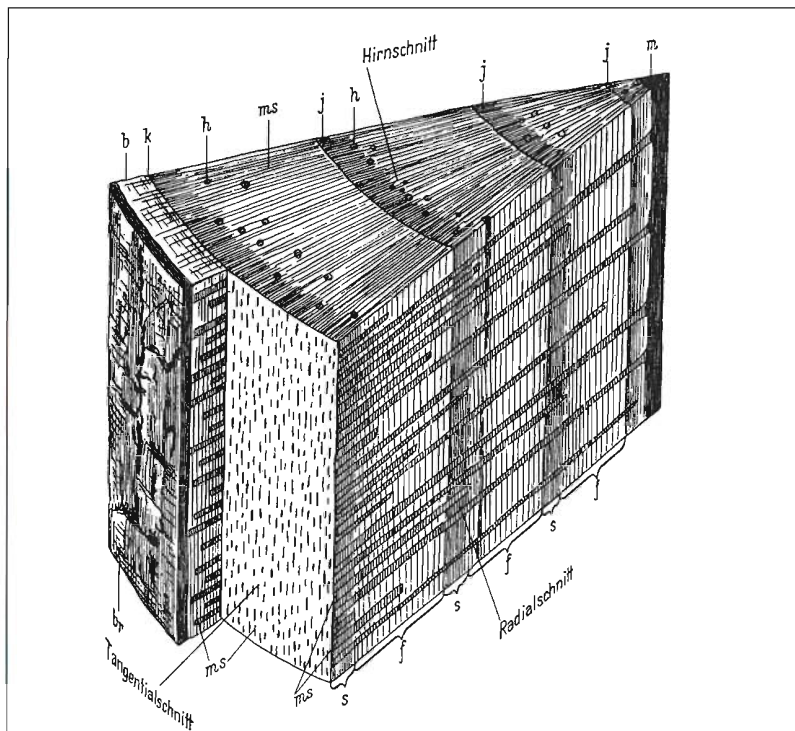 Hirnschnitt
m
j
j
h
j
ms
h
k
b
f
s
f
s
Radialschnitt
f
s
ms
ms
br
Tangentialschnitt